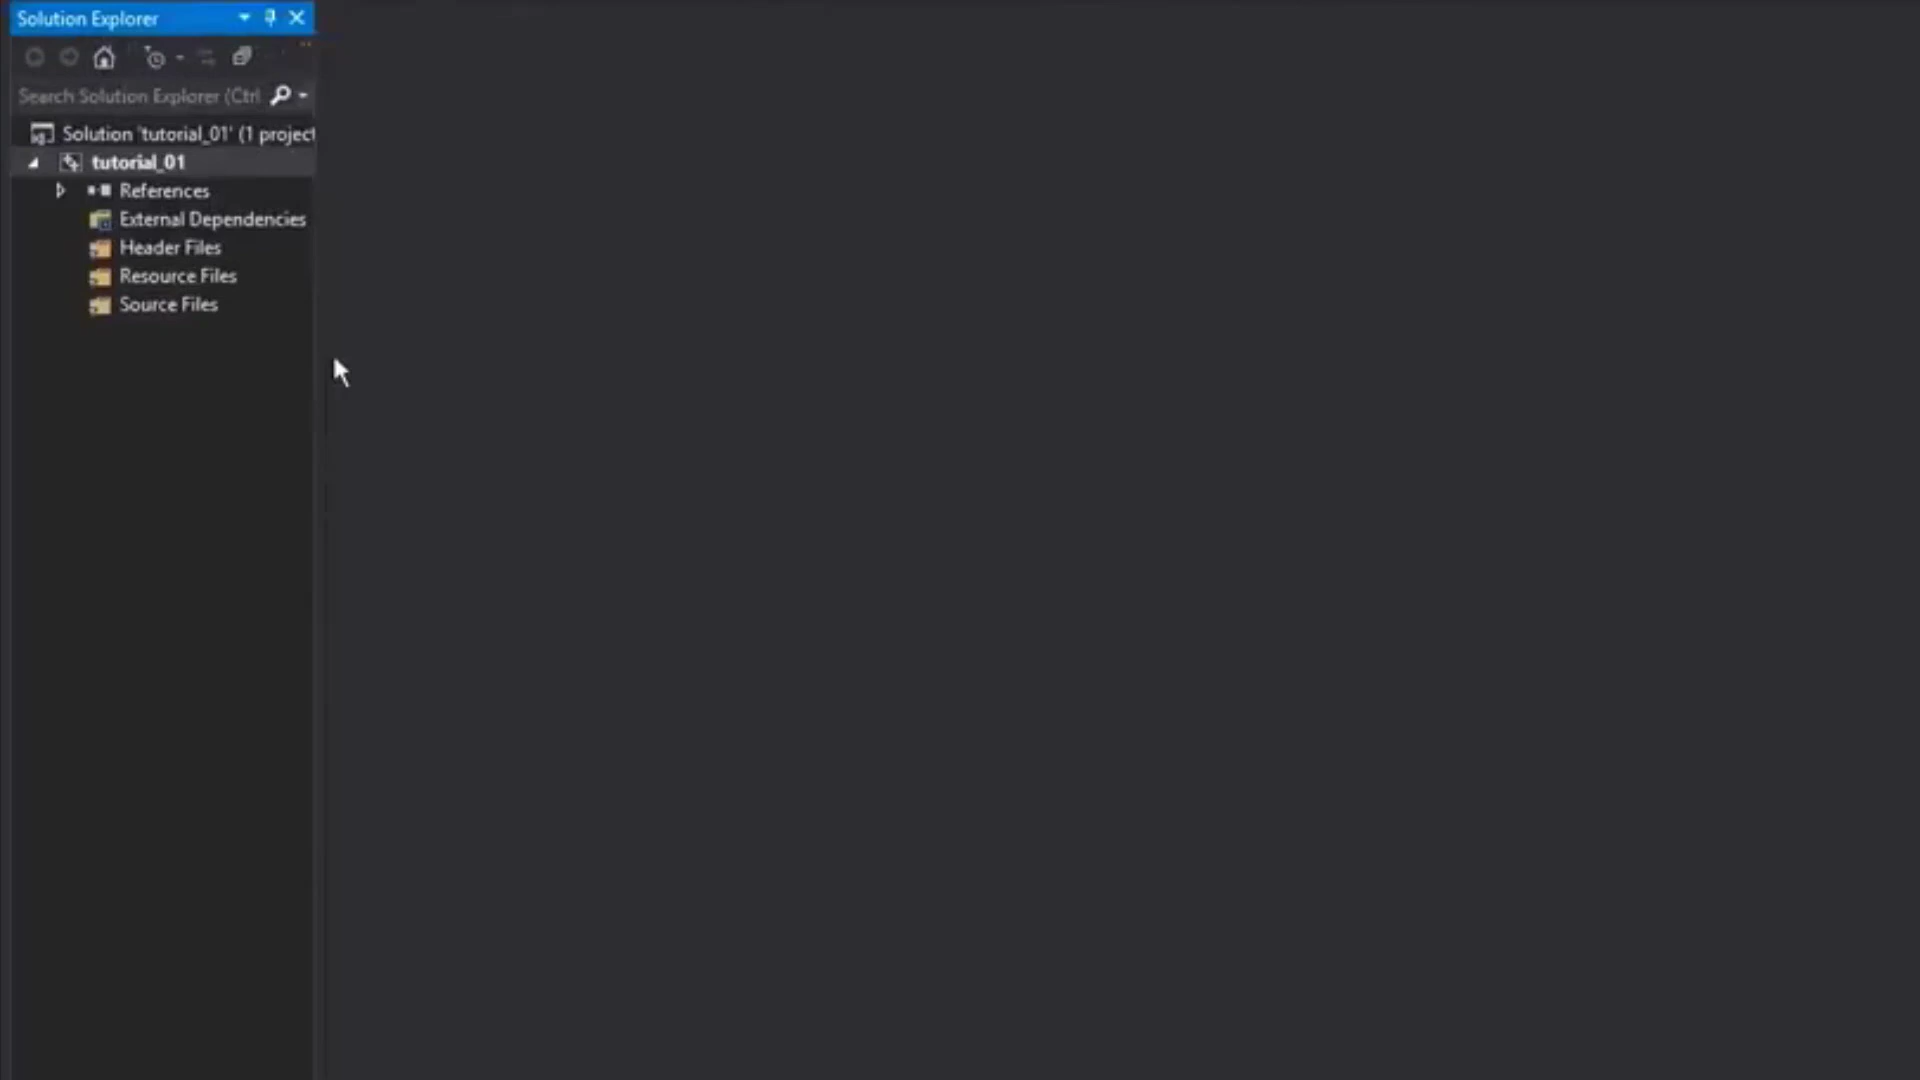 Solution Explorer
Search Solution Explorer (Ctrl
Solution 'tutorial_01' (1 project
tutorial_01
References
External Dependencies
Header Files
Resource Files
Source Files